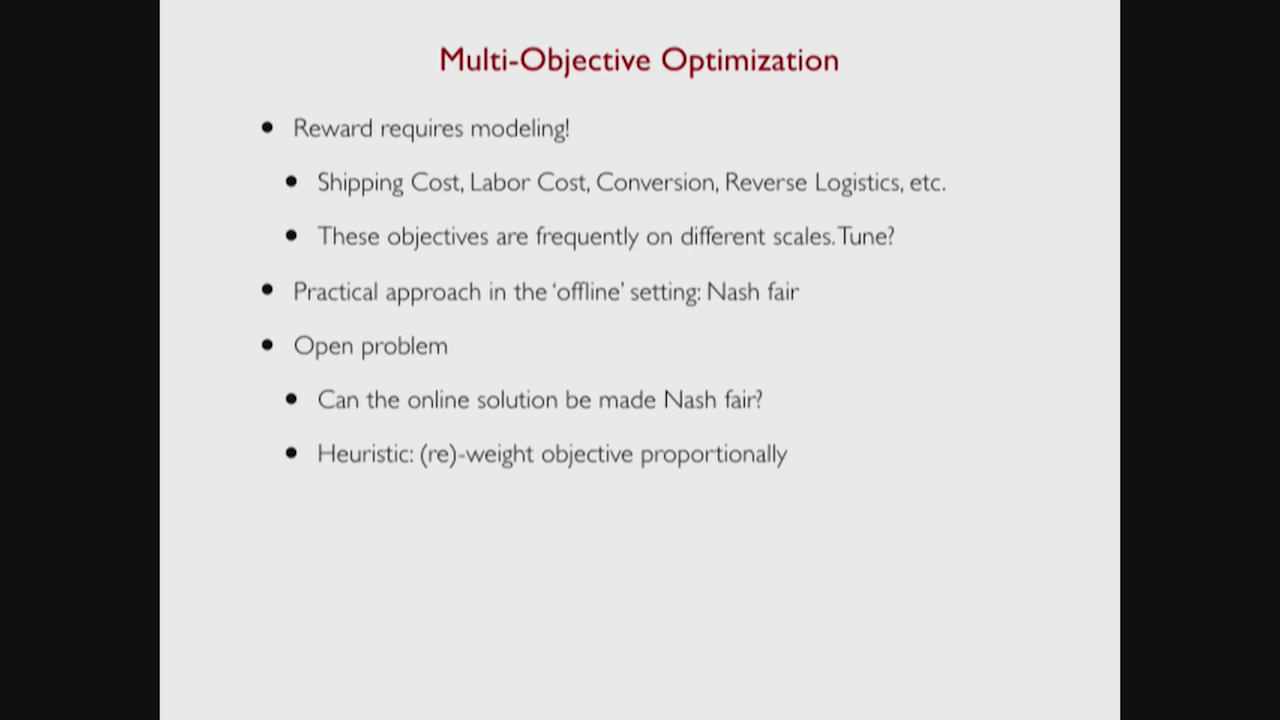 Multi-Objective Optimization
• Reward requires modeling!
• Shipping Cost, Labor Cost, Conversion, Reverse Logistics, etc.
• These objectives are frequently on different scales. Tune?
• Practical approach in the ‘offline’ setting: Nash fair
• Open problem
• Can the online solution be made Nash fair?
• Heuristic: (re)-weight objective proportionally